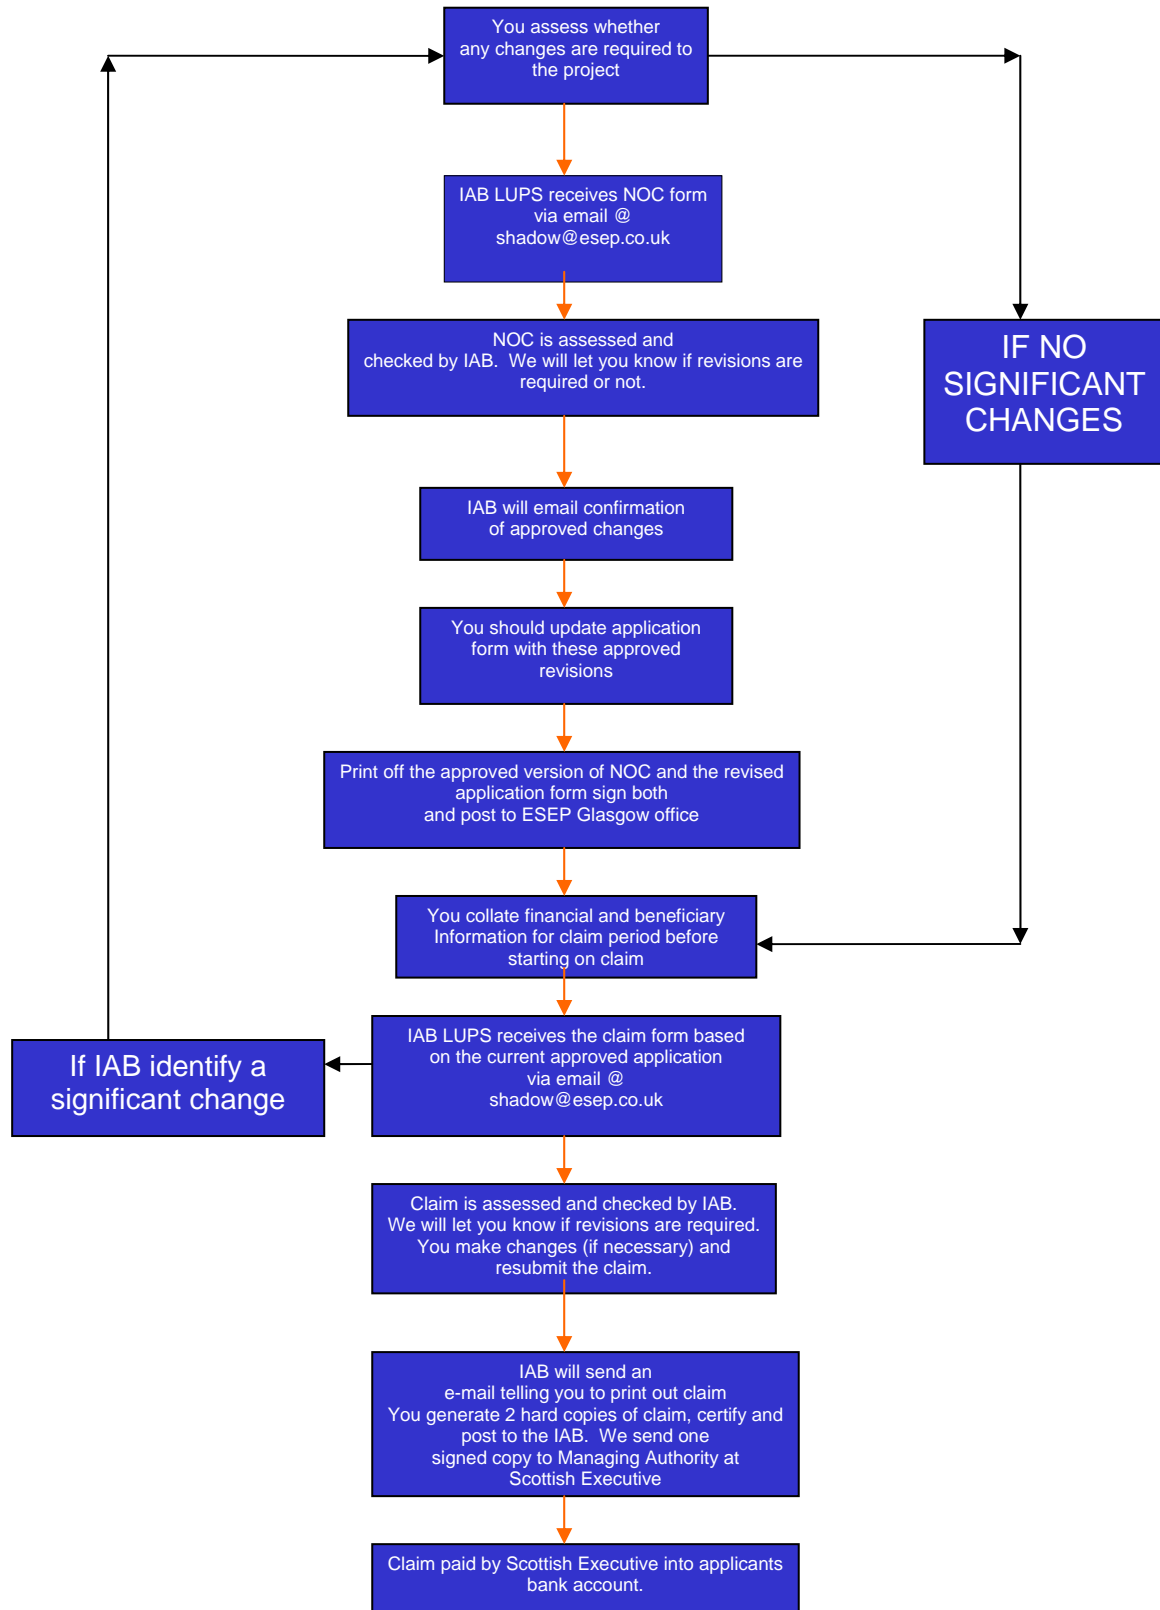 You assess whether
any changes are required to
the project
IAB LUPS receives NOC form
via email @
shadow@esep.co.uk
NOC is assessed and
checked by IAB.  We will let you know if revisions are
required or not.
IF NO
SIGNIFICANT
CHANGES
IAB will email confirmation
of approved changes
You should update application
form with these approved
revisions
Print off the approved version of NOC and the revised
application form sign both
and post to ESEP Glasgow office
You collate financial and beneficiary
Information for claim period before
starting on claim
IAB LUPS receives the claim form based
on the current approved application
via email @
shadow@esep.co.uk
If IAB identify a
significant change
Claim is assessed and checked by IAB.
We will let you know if revisions are required.
You make changes (if necessary) and
resubmit the claim.
IAB will send an
e-mail telling you to print out claim
You generate 2 hard copies of claim, certify and
post to the IAB.  We send one
signed copy to Managing Authority at
Scottish Executive
Claim paid by Scottish Executive into applicants
bank account.